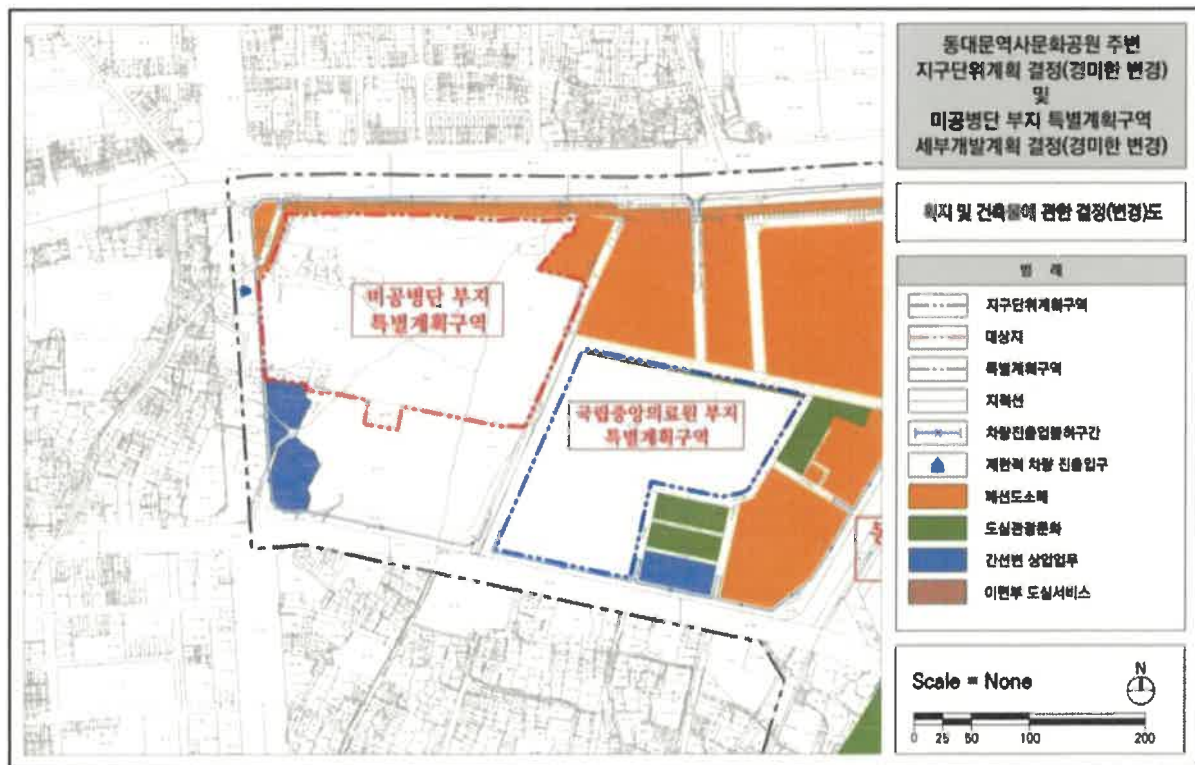 동대문역사문화공원 주변
지구단위계획 결정(경미한 변경)
및
미공병단 부지 특별계획구역
세부개발계획 결정(경미한 변경)
획지 및 건축물에 관한 결정(변경)도
범 례
지구단위계획구역
대상지
특별계획구역
지적선
차량진출입불허구간
제한적 차량 진출입구
패션도소매
도심관광문화
간선변 상업업무
이면부 도심서비스
미공병단 부지
특별계획구역
국립중앙의료원 부지
특별계획구역
Scale = None
N
0 25 50 100 200